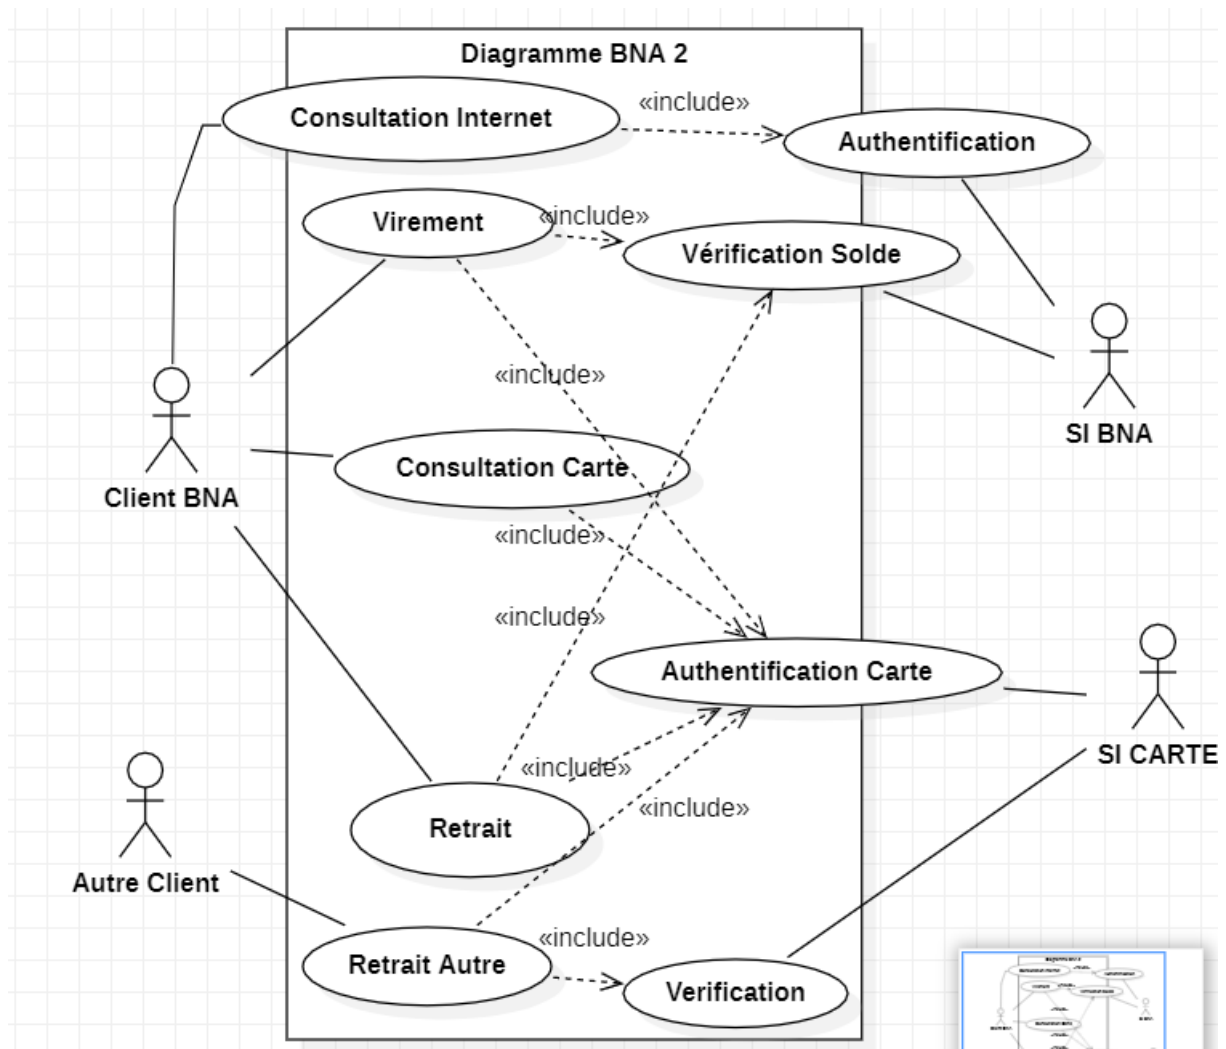 Diagramme BNA 2
Consultation Internet
«include»
Authentification
Virement
«include»
Vérification Solde
«include»
SI BNA
Consultation Carte
Client BNA
«include»
«include»
Authentification Carte
SI CARTE
«include»
«include»
Retrait
Autre Client
«include»
Retrait Autre
Verification